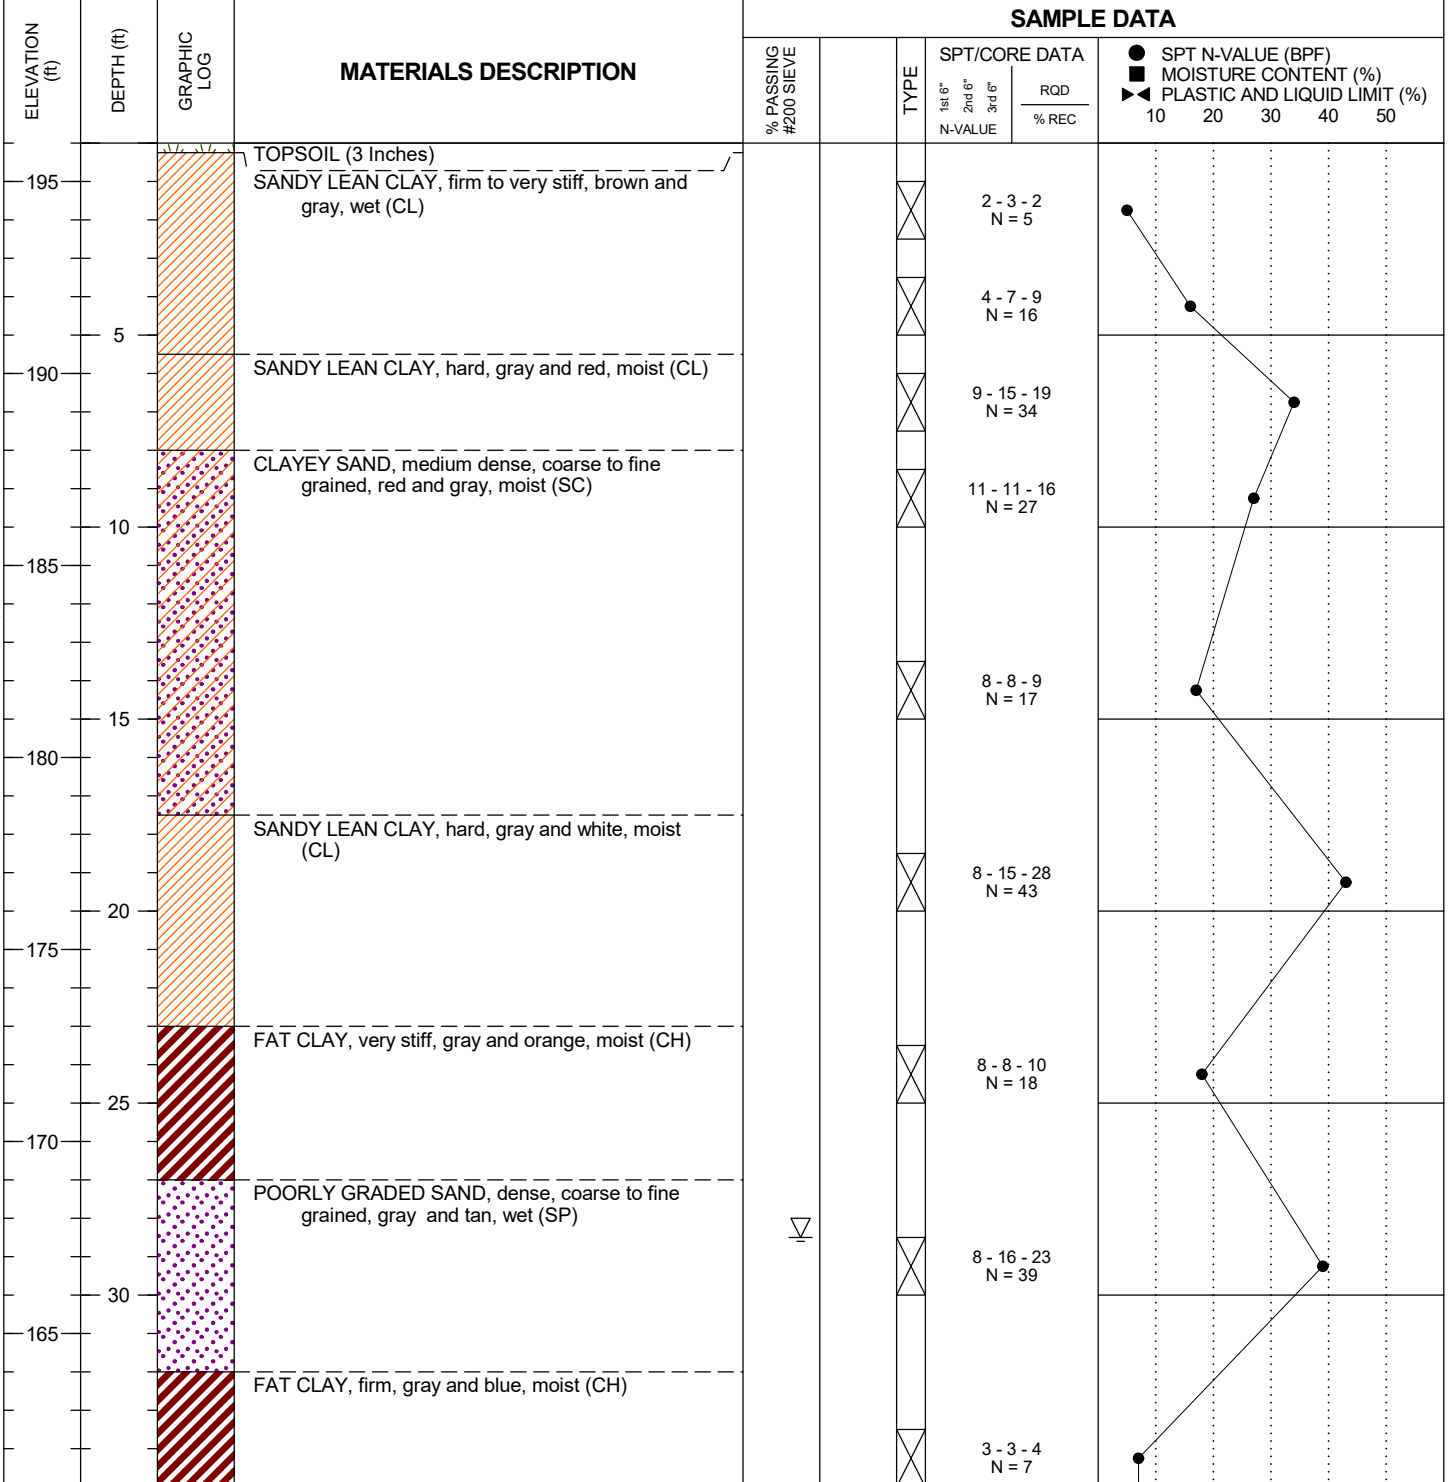 SAMPLE DATA
ELEVATION
(ft)
DEPTH (ft)
GRAPHIC
LOG
MATERIALS DESCRIPTION
% PASSING
#200 SIEVE
TYPE
SPT/CORE DATA
1st 6"
2nd 6"
3rd 6"
N-VALUE
RQD
% REC
SPT N-VALUE (BPF)
MOISTURE CONTENT (%)
PLASTIC AND LIQUID LIMIT (%)
10 20 30 40 50
TOPSOIL (3 Inches)
195
SANDY LEAN CLAY, firm to very stiff, brown and
gray, wet (CL)
2 - 3 - 2
N = 5
4 - 7 - 9
N = 16
5
190
SANDY LEAN CLAY, hard, gray and red, moist (CL)
9 - 15 - 19
N = 34
CLAYEY SAND, medium dense, coarse to fine
grained, red and gray, moist (SC)
11 - 11 - 16
N = 27
10
185
8 - 8 - 9
N = 17
15
180
SANDY LEAN CLAY, hard, gray and white, moist
(CL)
8 - 15 - 28
N = 43
20
175
FAT CLAY, very stiff, gray and orange, moist (CH)
8 - 8 - 10
N = 18
25
170
POORLY GRADED SAND, dense, coarse to fine
grained, gray and tan, wet (SP)
8 - 16 - 23
N = 39
30
165
FAT CLAY, firm, gray and blue, moist (CH)
3 - 3 - 4
N = 7